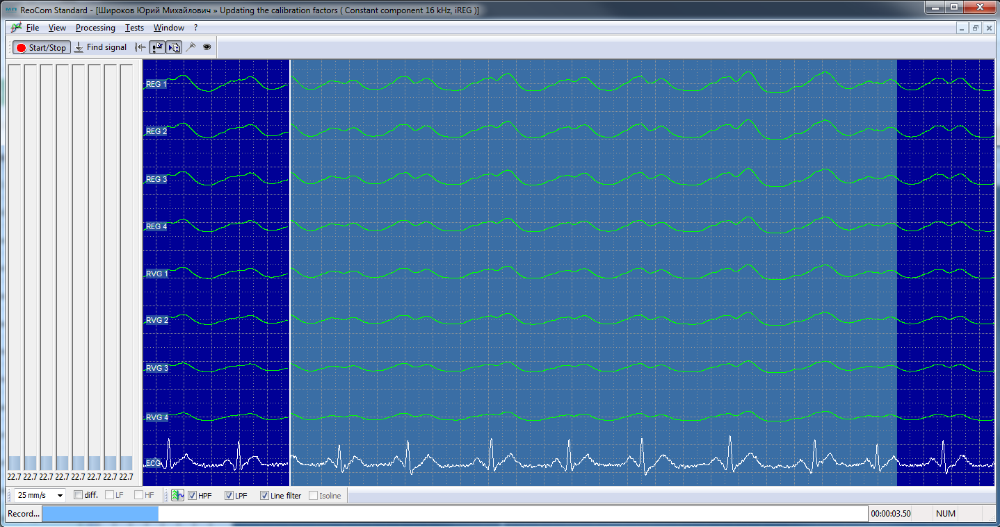 МП ReoCom Standard - [Широков Юрий Михайлович » Updating the calibration factors ( Constant component 16 kHz, iREG )]
File View Processing Tests Window ?
Start/Stop Find signal
REG 1
REG 2
REG 3
REG 4
RVG 1
RVG 2
RVG 3
RVG 4
ECG
22.7 22.7 22.7 22.7 22.7 22.7 22.7 22.7
25 mm/s diff. LF HF HPF LPF Line filter Isoline
Record... 00:00:03.50 NUM